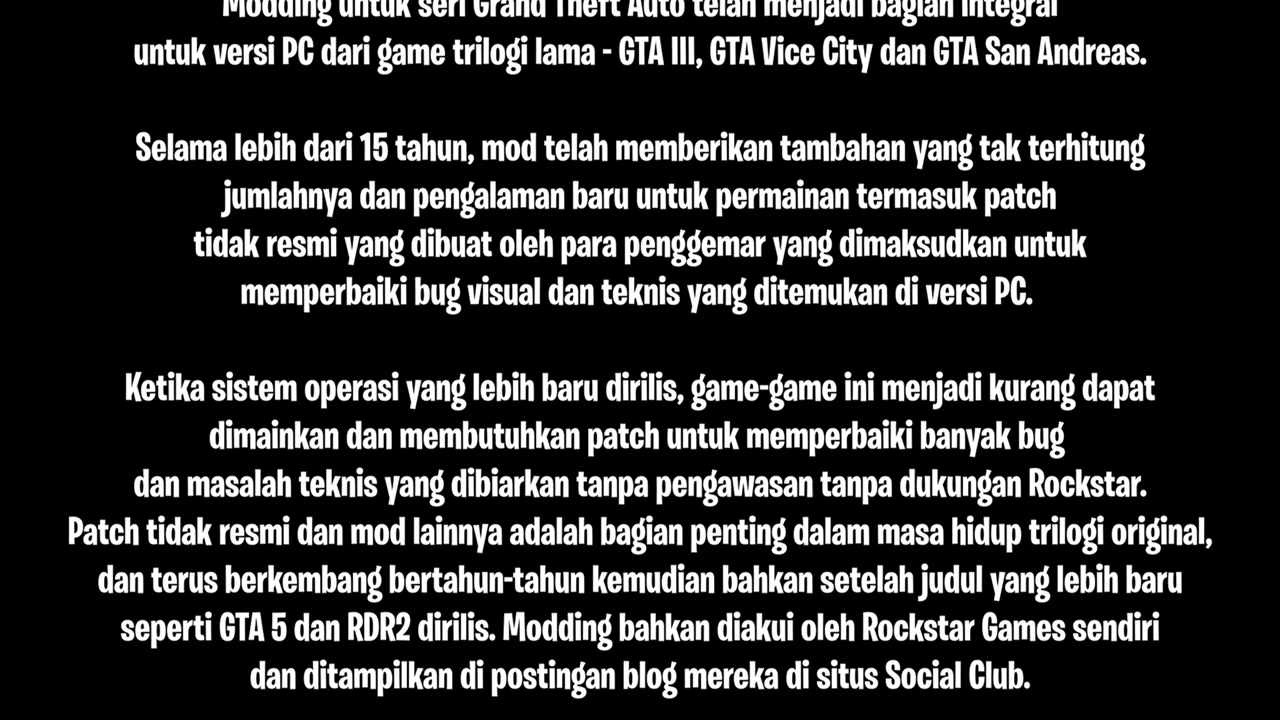 Modding untuk seri Grand Theft Auto telah menjadi bagian integral
untuk versi PC dari game trilogi lama - GTA III, GTA Vice City dan GTA San Andreas.
Selama lebih dari 15 tahun, mod telah memberikan tambahan yang tak terhitung
jumlahnya dan pengalaman baru untuk permainan termasuk patch
tidak resmi yang dibuat oleh para penggemar yang dimaksudkan untuk
memperbaiki bug visual dan teknis yang ditemukan di versi PC.
Ketika sistem operasi yang lebih baru dirilis, game-game ini menjadi kurang dapat
dimainkan dan membutuhkan patch untuk memperbaiki banyak bug
dan masalah teknis yang dibiarkan tanpa pengawasan tanpa dukungan Rockstar.
Patch tidak resmi dan mod lainnya adalah bagian penting dalam masa hidup trilogi original,
dan terus berkembang bertahun-tahun kemudian bahkan setelah judul yang lebih baru
seperti GTA 5 dan RDR2 dirilis. Modding bahkan diakui oleh Rockstar Games sendiri
dan ditampilkan di postingan blog mereka di situs Social Club.